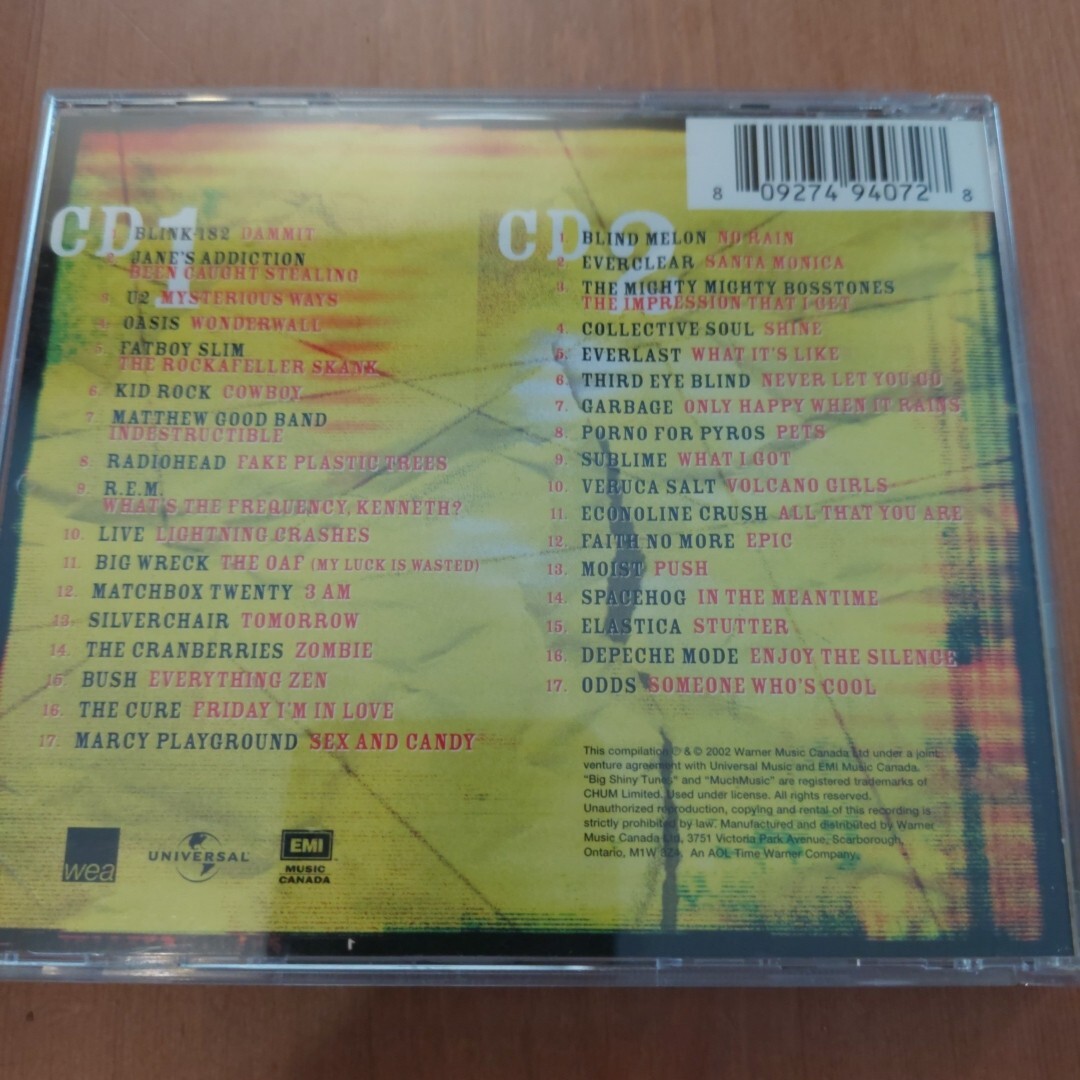 8 09274 94072 8
CD 1
1. BLINK-182 DAMMIT
2. JANE'S ADDICTION
BEEN CAUGHT STEALING
3. U2 MYSTERIOUS WAYS
4. OASIS WONDERWALL
5. FATBOY SLIM
THE ROCKAFELLER SKANK
6. KID ROCK COWBOY
7. MATTHEW GOOD BAND
INDESTRUCTIBLE
8. RADIOHEAD FAKE PLASTIC TREES
9. R.E.M.
WHAT'S THE FREQUENCY, KENNETH?
10. LIVE LIGHTNING CRASHES
11. BIG WRECK THE OAF (MY LUCK IS WASTED)
12. MATCHBOX TWENTY 3 AM
13. SILVERCHAIR TOMORROW
14. THE CRANBERRIES ZOMBIE
15. BUSH EVERYTHING ZEN
16. THE CURE FRIDAY I'M IN LOVE
17. MARCY PLAYGROUND SEX AND CANDY
CD 2
1. BLIND MELON NO RAIN
2. EVERCLEAR SANTA MONICA
3. THE MIGHTY MIGHTY BOSSTONES
THE IMPRESSION THAT I GET
4. COLLECTIVE SOUL SHINE
5. EVERLAST WHAT IT'S LIKE
6. THIRD EYE BLIND NEVER LET YOU GO
7. GARBAGE ONLY HAPPY WHEN IT RAINS
8. PORNO FOR PYROS PETS
9. SUBLIME WHAT I GOT
10. VERUCA SALT VOLCANO GIRLS
11. ECONOLINE CRUSH ALL THAT YOU ARE
12. FAITH NO MORE EPIC
13. MOIST PUSH
14. SPACEHOG IN THE MEANTIME
15. ELASTICA STUTTER
16. DEPECHE MODE ENJOY THE SILENCE
17. ODDS SOMEONE WHO'S COOL
This compilation ℗ & © 2002 Warner Music Canada Ltd under a joint
venture agreement with Universal Music and EMI Music Canada.
"Big Shiny Tunes" and "MuchMusic" are registered trademarks of
CHUM Limited. Used under license. All rights reserved.
Unauthorized reproduction, copying and rental of this recording is
strictly prohibited by law. Manufactured and distributed by Warner
Music Canada Ltd, 3751 Victoria Park Avenue, Scarborough,
Ontario, M1W 3Z4. An AOL Time Warner Company.
wea
UNIVERSAL
EMI
MUSIC
CANADA